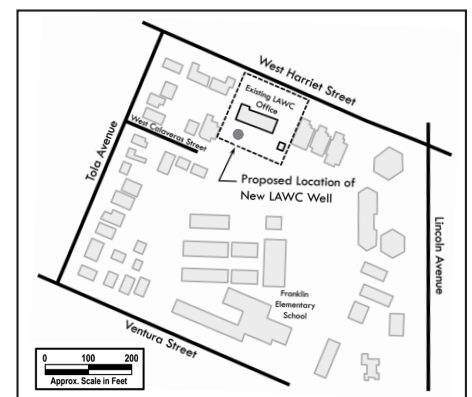 West Harriet Street
Existing LAWC
Office
West Calaveras Street
Tola Avenue
Proposed Location of
New LAWC Well
Lincoln Avenue
Franklin
Elementary
School
Ventura Street
0 100 200
Approx. Scale in Feet